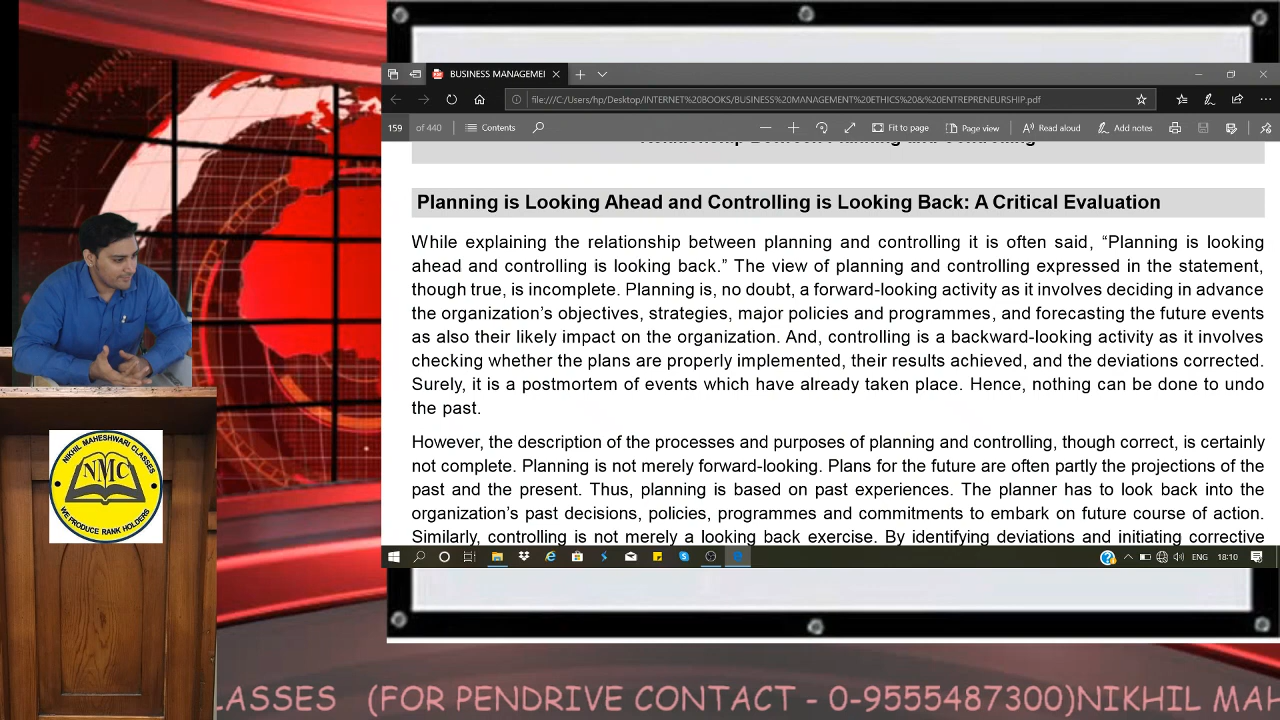 BUSINESS MANAGEMEI
file:///C:/Users/hp/Desktop/INTERNET%20BOOKS/BUSINESS%20MANAGEMENT%20ETHICS%20&%20ENTREPRENEURSHIP.pdf
159 of 440 Contents Fit to page Page view Read aloud Add notes
Planning is Looking Ahead and Controlling is Looking Back: A Critical Evaluation
While explaining the relationship between planning and controlling it is often said, “Planning is looking
ahead and controlling is looking back.” The view of planning and controlling expressed in the statement,
though true, is incomplete. Planning is, no doubt, a forward-looking activity as it involves deciding in advance
the organization’s objectives, strategies, major policies and programmes, and forecasting the future events
as also their likely impact on the organization. And, controlling is a backward-looking activity as it involves
checking whether the plans are properly implemented, their results achieved, and the deviations corrected.
Surely, it is a postmortem of events which have already taken place. Hence, nothing can be done to undo
the past.
However, the description of the processes and purposes of planning and controlling, though correct, is certainly
not complete. Planning is not merely forward-looking. Plans for the future are often partly the projections of the
past and the present. Thus, planning is based on past experiences. The planner has to look back into the
organization’s past decisions, policies, programmes and commitments to embark on future course of action.
Similarly, controlling is not merely a looking back exercise. By identifying deviations and initiating corrective
ENG 18:10
NIKHIL MAHESHWARI CLASSES
NMC
WE PRODUCE RANK HOLDERS
LASSES (FOR PENDRIVE CONTACT - 0-9555487300)NIKHIL MAH